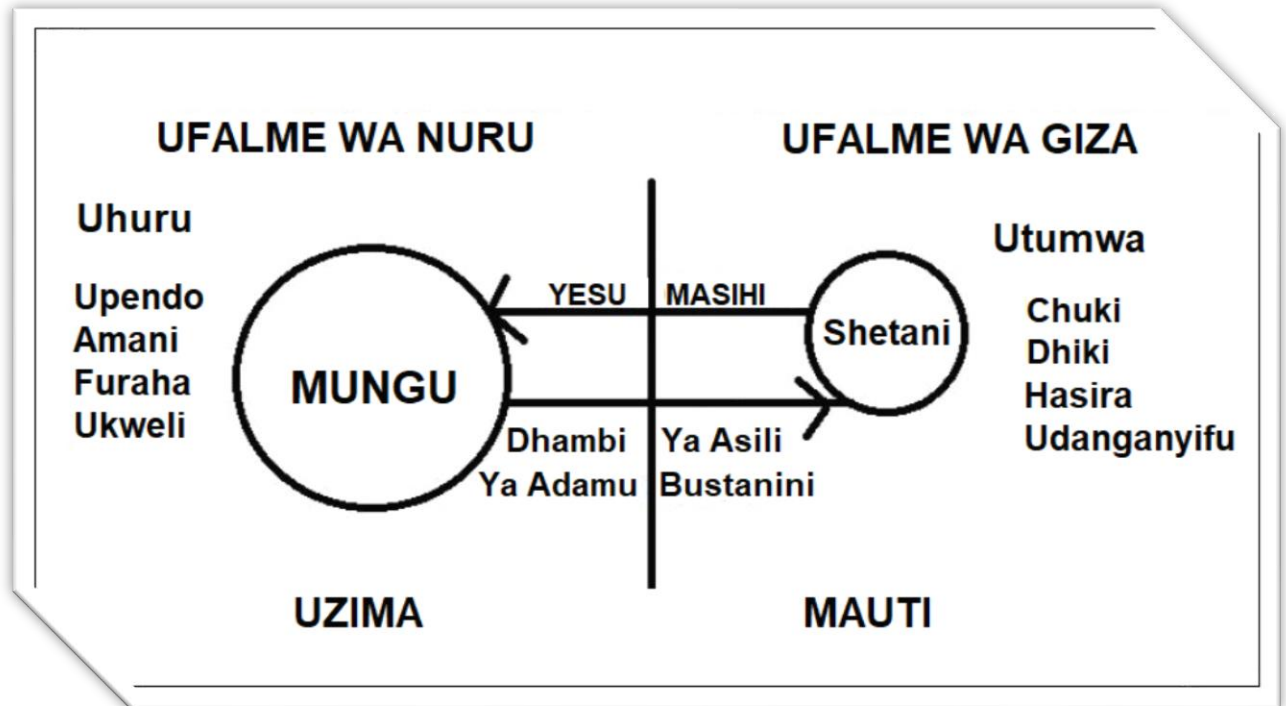 UFALME WA NURU
UFALME WA GIZA
Uhuru
Utumwa
Upendo
Amani
Furaha
Ukweli
MUNGU
YESU MASIHI
Shetani
Chuki
Dhiki
Hasira
Udanganyifu
Dhambi Ya Asili
Ya Adamu Bustanini
UZIMA
MAUTI